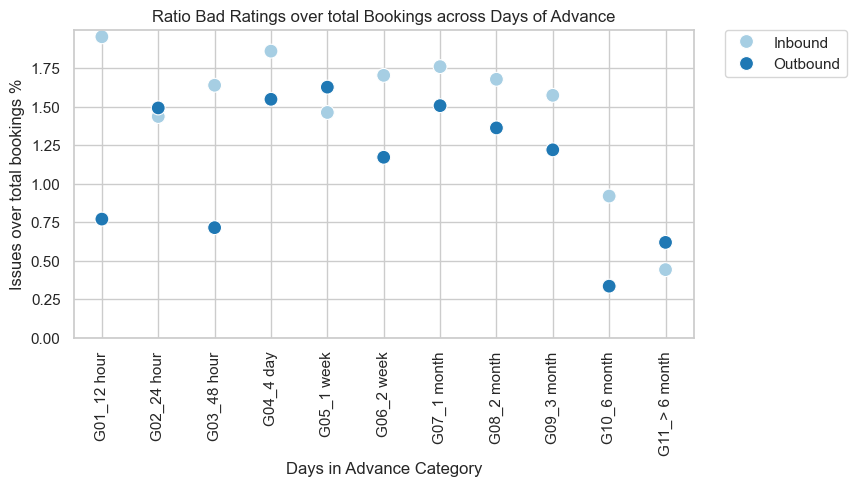 Ratio Bad Ratings over total Bookings across Days of Advance
Inbound
Outbound
Issues over total bookings %
1.75
1.50
1.25
1.00
0.75
0.50
0.25
0.00
G01_12 hour
G02_24 hour
G03_48 hour
G04_4 day
G05_1 week
G06_2 week
G07_1 month
G08_2 month
G09_3 month
G10_6 month
G11_> 6 month
Days in Advance Category